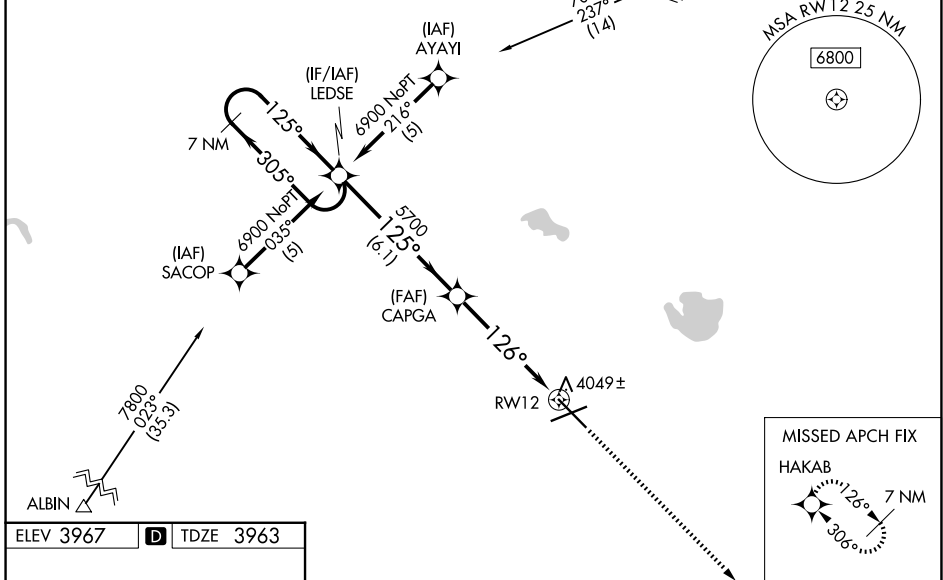 237°
(14)
MSA RW12 25 NM
6800
(IAF)
AYAYI
(IF/IAF)
LEDSE
6900 NoPT
216°
(5)
125°
7 NM
305°
6900 NoPT
035°
(5)
(IAF)
SACOP
5700
125°
(6.1)
(FAF)
CAPGA
126°
4049±
RW12
7800
023°
(35.3)
ALBIN
MISSED APCH FIX
HAKAB
126°
7 NM
306°
ELEV 3967 D TDZE 3963